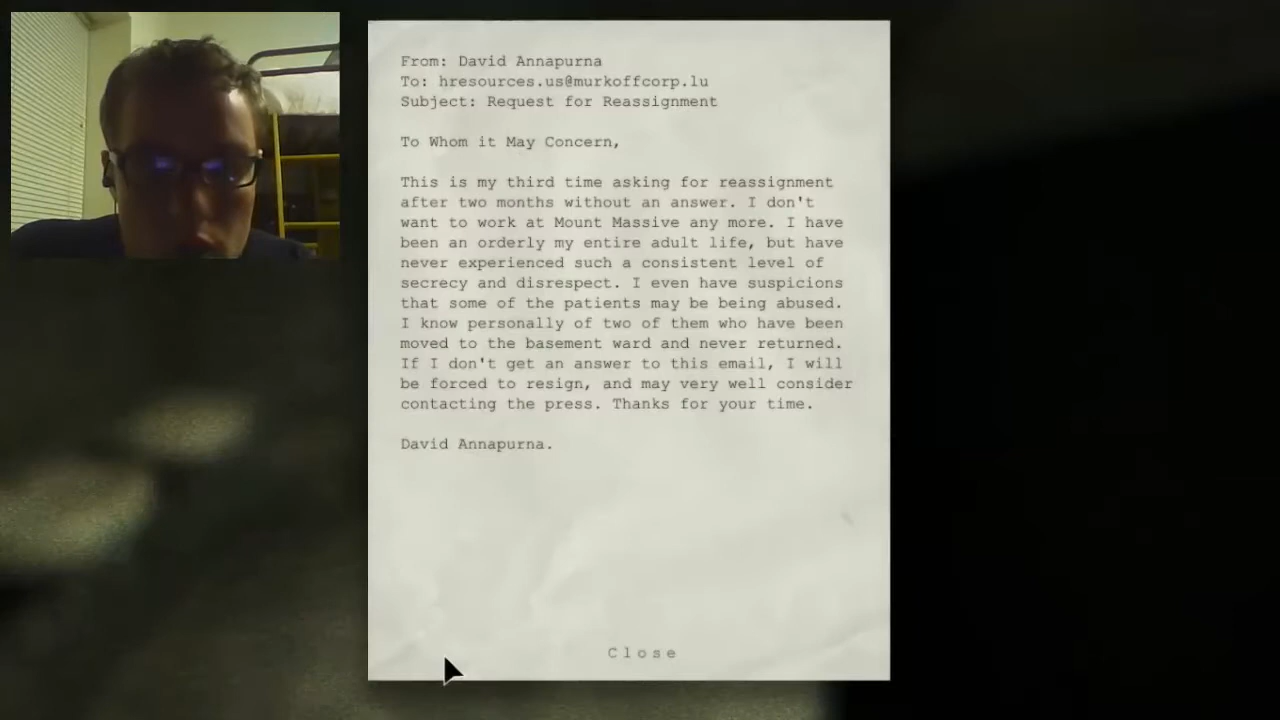 From: David Annapurna
To: hresources.us@murkoffcorp.lu
Subject: Request for Reassignment
To Whom it May Concern,
This is my third time asking for reassignment
after two months without an answer. I don't
want to work at Mount Massive any more. I have
been an orderly my entire adult life, but have
never experienced such a consistent level of
secrecy and disrespect. I even have suspicions
that some of the patients may be being abused.
I know personally of two of them who have been
moved to the basement ward and never returned.
If I don't get an answer to this email, I will
be forced to resign, and may very well consider
contacting the press. Thanks for your time.
David Annapurna.
Close